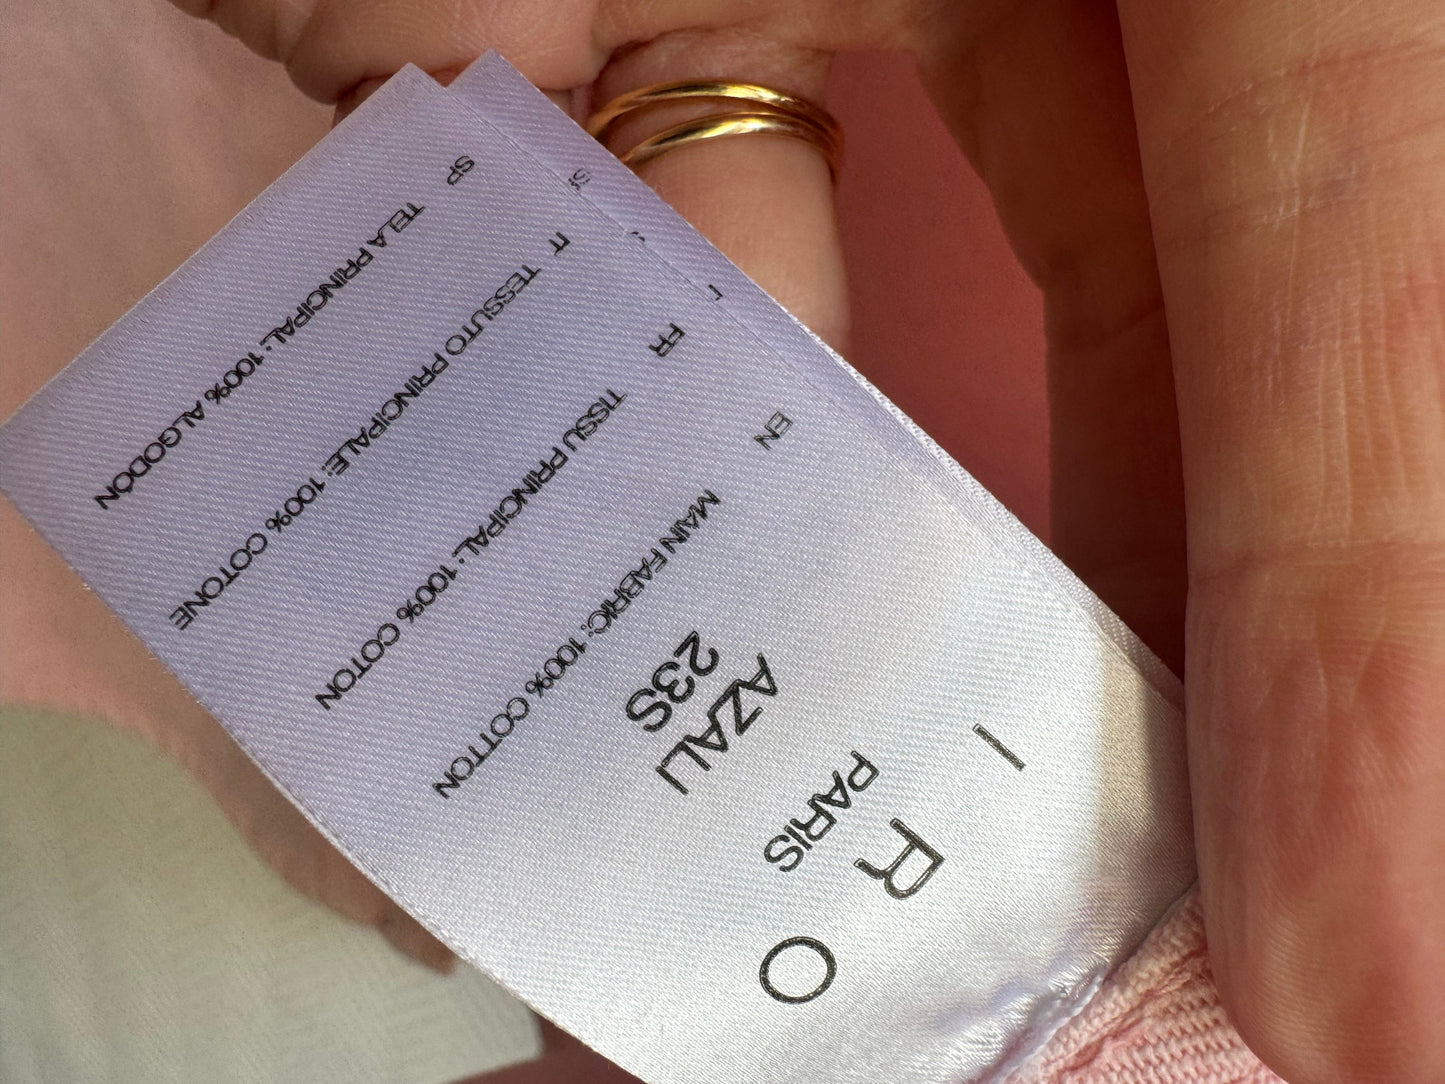 I R O
PARIS
AZALI
23S
EN
MAIN FABRIC: 100% COTTON
FR
TISSU PRINCIPAL: 100% COTON
IT
TESSUTO PRINCIPALE: 100% COTONE
SP
TELA PRINCIPAL: 100% ALGODÓN